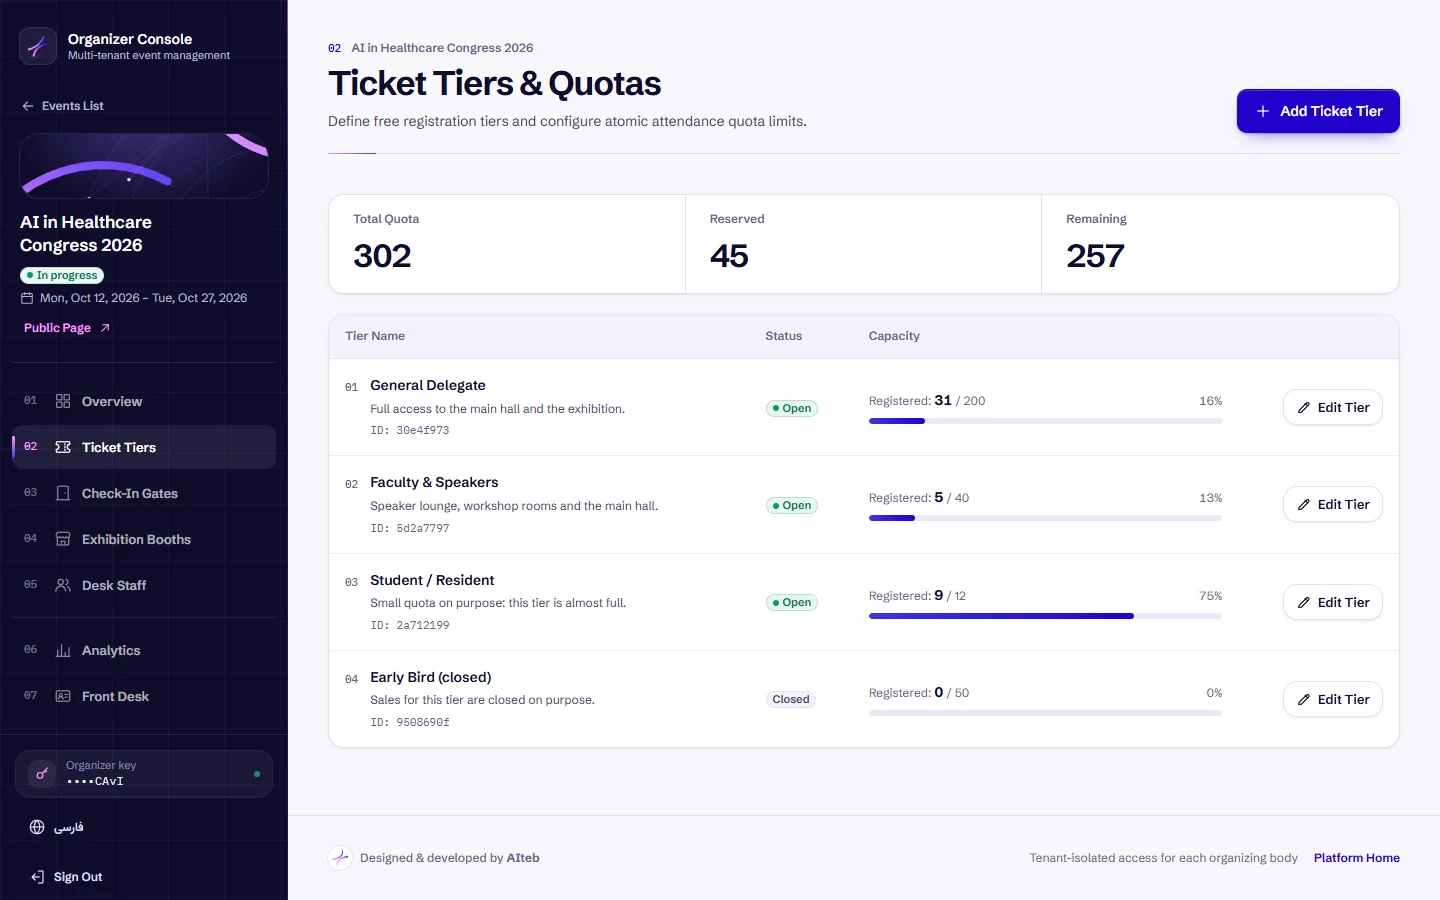 Organizer Console
Multi-tenant event management
← Events List
AI in Healthcare
Congress 2026
In progress
Mon, Oct 12, 2026 – Tue, Oct 27, 2026
Public Page ↗
01 Overview
02 Ticket Tiers
03 Check-In Gates
04 Exhibition Booths
05 Desk Staff
06 Analytics
07 Front Desk
Organizer key
••••CAvI
فارسی
Sign Out
02 AI in Healthcare Congress 2026
Ticket Tiers & Quotas
Define free registration tiers and configure atomic attendance quota limits.
+ Add Ticket Tier
Total Quota
302
Reserved
45
Remaining
257
Tier Name Status Capacity
01 General Delegate
Full access to the main hall and the exhibition.
ID: 30e4f973
Open
Registered: 31 / 200 16%
Edit Tier
02 Faculty & Speakers
Speaker lounge, workshop rooms and the main hall.
ID: 5d2a7797
Open
Registered: 5 / 40 13%
Edit Tier
03 Student / Resident
Small quota on purpose: this tier is almost full.
ID: 2a712199
Open
Registered: 9 / 12 75%
Edit Tier
04 Early Bird (closed)
Sales for this tier are closed on purpose.
ID: 9508690f
Closed
Registered: 0 / 50 0%
Edit Tier
Designed & developed by AIteb
Tenant-isolated access for each organizing body Platform Home